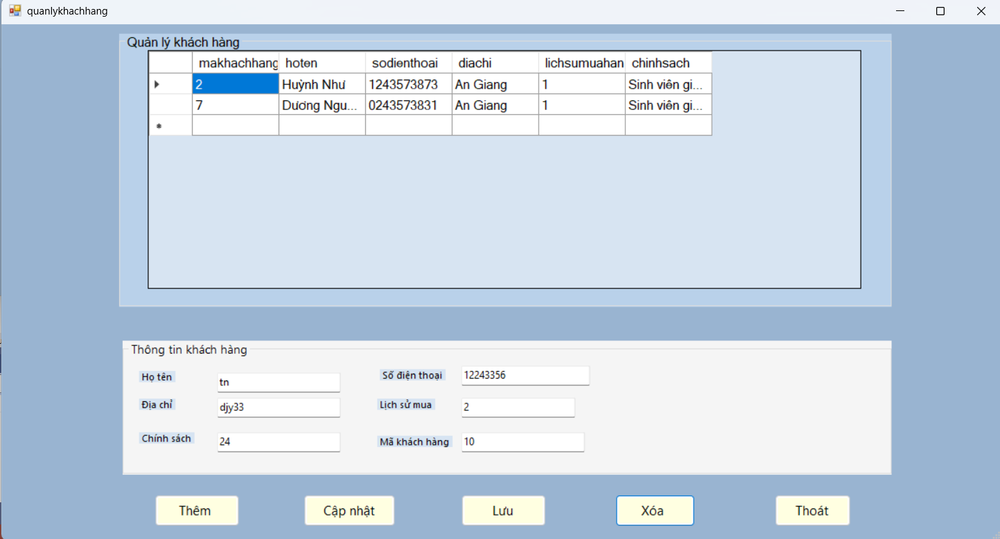 quanlykhachhang
Quản lý khách hàng
makhachhang hoten sodienthoai diachi lichsumuahan chinhsach
2 Huỳnh Như 1243573873 An Giang 1 Sinh viên gi...
7 Dương Ngu... 0243573831 An Giang 1 Sinh viên gi...
Thông tin khách hàng
Họ tên tn Số điện thoại 12243356
Địa chỉ djy33 Lịch sử mua 2
Chính sách 24 Mã khách hàng 10
Thêm Cập nhật Lưu Xóa Thoát